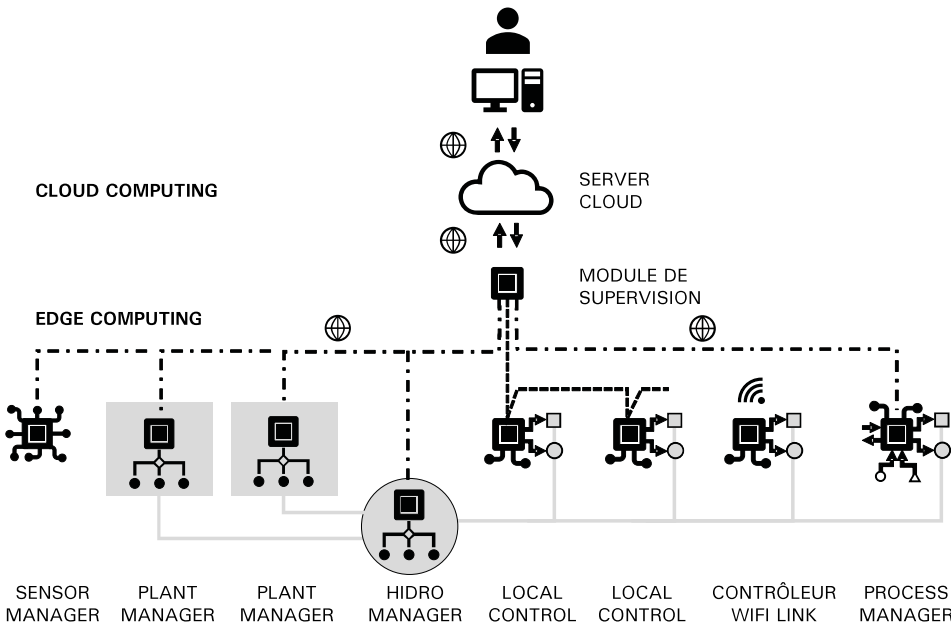 CLOUD COMPUTING
SERVER
CLOUD
MODULE DE
SUPERVISION
EDGE COMPUTING
SENSOR
MANAGER
PLANT
MANAGER
PLANT
MANAGER
HIDRO
MANAGER
LOCAL
CONTROL
LOCAL
CONTROL
CONTRÔLEUR
WIFI LINK
PROCESS
MANAGER